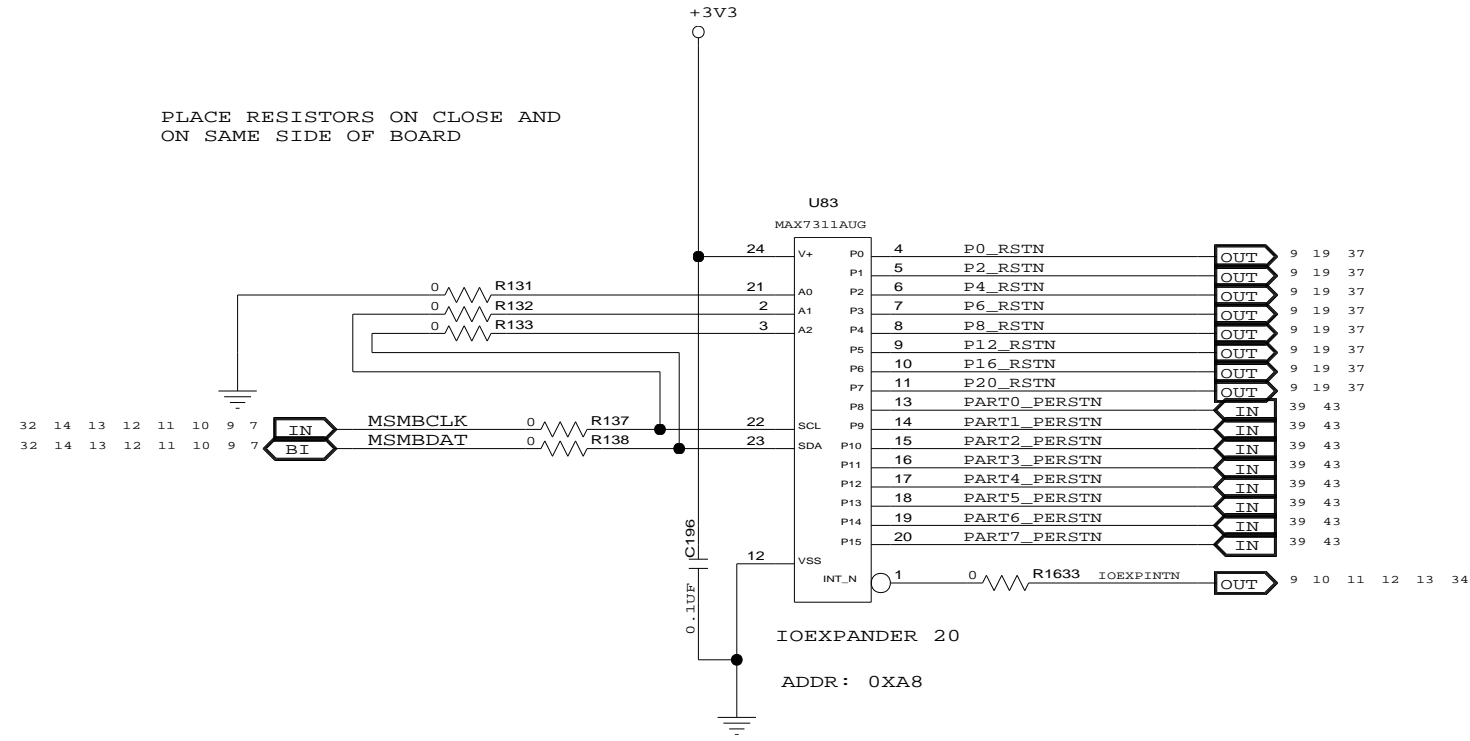 +3V3
PLACE RESISTORS ON CLOSE AND
ON SAME SIDE OF BOARD
U83
MAX7311AUG
24 V+ P0 4 P0_RSTN OUT 9 19 37
P1 5 P2_RSTN OUT 9 19 37
0 R131 21 A0 P2 6 P4_RSTN OUT 9 19 37
0 R132 2 A1 P3 7 P6_RSTN OUT 9 19 37
0 R133 3 A2 P4 8 P8_RSTN OUT 9 19 37
P5 9 P12_RSTN OUT 9 19 37
P6 10 P16_RSTN OUT 9 19 37
P7 11 P20_RSTN OUT 9 19 37
P8 13 PART0_PERSTN IN 39 43
32 14 13 12 11 10 9 7 IN MSMBCLK 0 R137 22 SCL P9 14 PART1_PERSTN IN 39 43
32 14 13 12 11 10 9 7 BI MSMBDAT 0 R138 23 SDA P10 15 PART2_PERSTN IN 39 43
P11 16 PART3_PERSTN IN 39 43
P12 17 PART4_PERSTN IN 39 43
P13 18 PART5_PERSTN IN 39 43
P14 19 PART6_PERSTN IN 39 43
P15 20 PART7_PERSTN IN 39 43
C196
0.1UF
12 VSS
INT_N 1 0 R1633 IOEXPINTN OUT 9 10 11 12 13 34
IOEXPANDER 20
ADDR: 0XA8